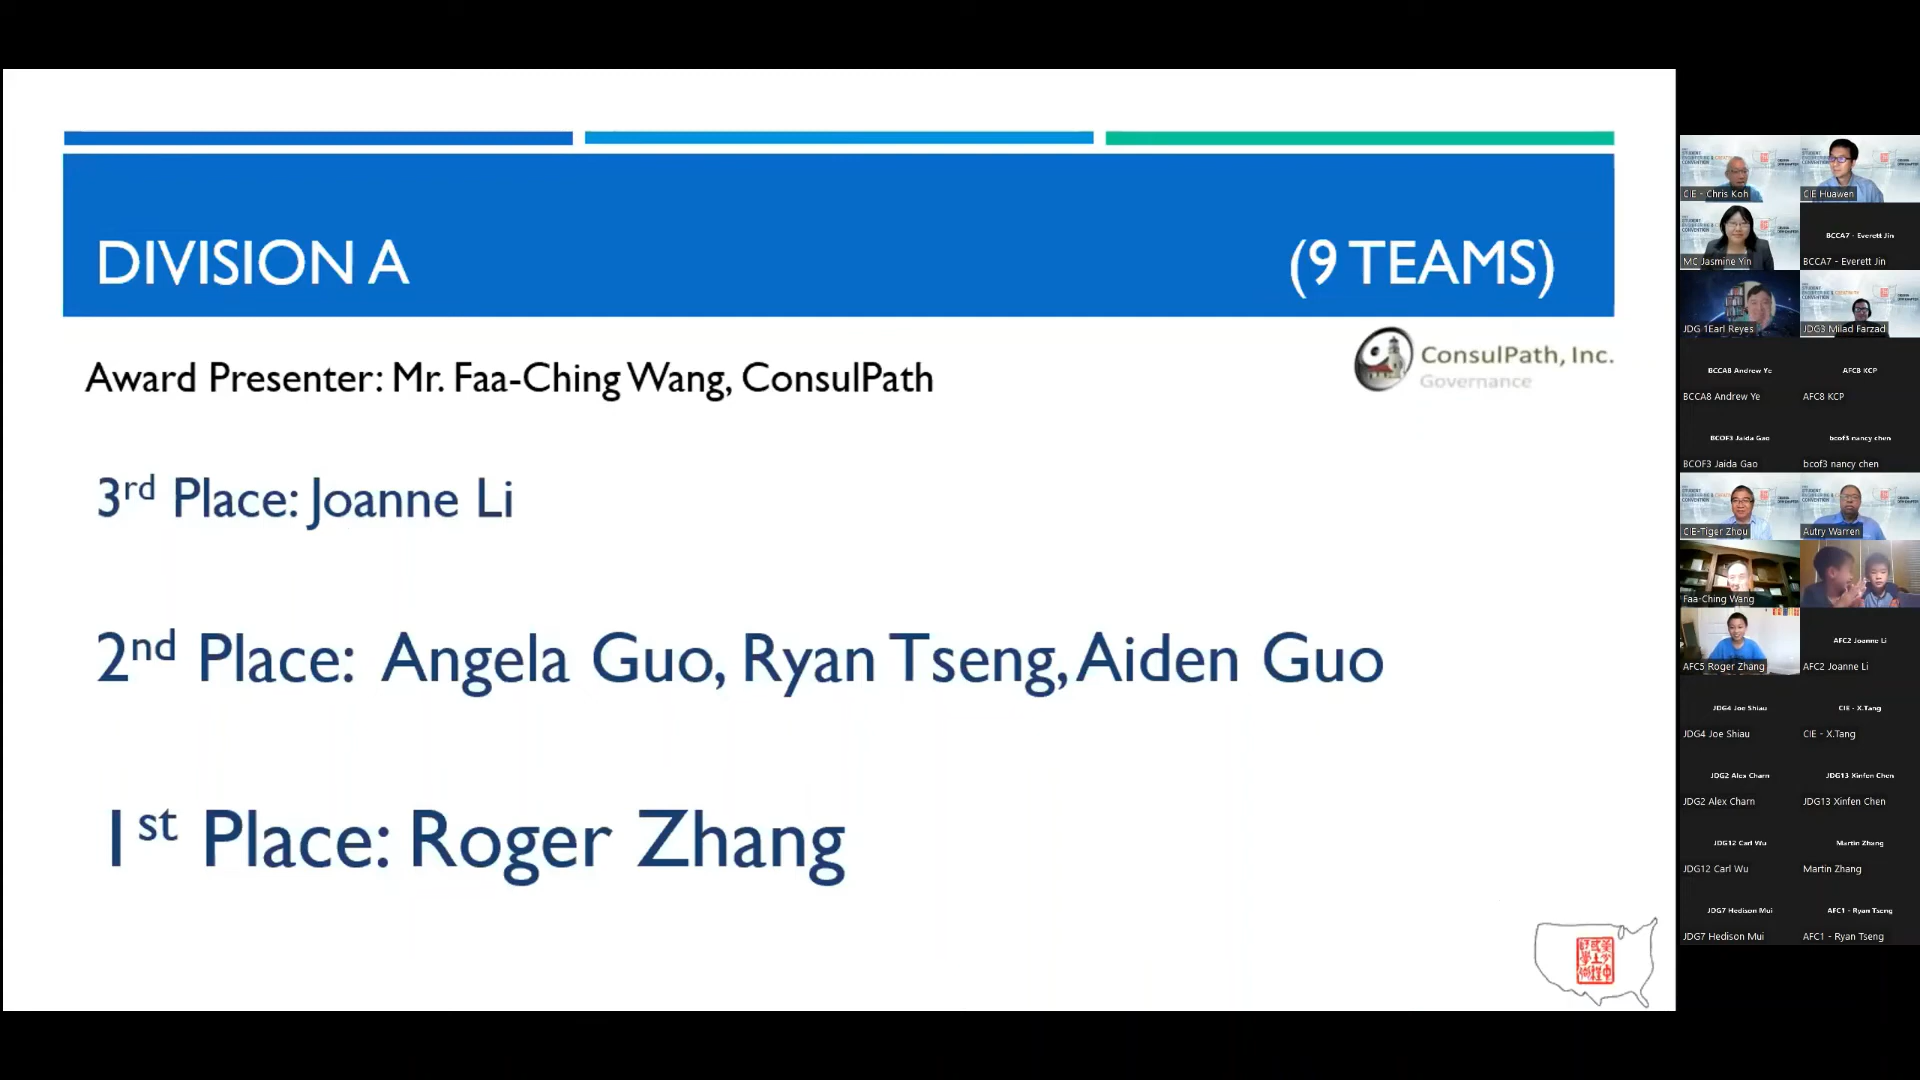 DIVISION A (9 TEAMS)
Award Presenter: Mr. Faa-Ching Wang, ConsulPath
ConsulPath, Inc.
Governance
3rd Place: Joanne Li
2nd Place: Angela Guo, Ryan Tseng, Aiden Guo
1st Place: Roger Zhang
CIE - Chris Koh
CIE Huawen
MC Jasmine Yin
BCCA7 - Everett Jin
BCCA7 - Everett Jin
JDG 1Earl Reyes
JDG3 Milad Farzad
BCCA8 Andrew Ye
AFC8 KCP
BCCA8 Andrew Ye
AFC8 KCP
BCOF3 Jaida Gao
bcof3 nancy chen
BCOF3 Jaida Gao
bcof3 nancy chen
CIE-Tiger Zhou
Autry Warren
Faa-Ching Wang
AFC5 Roger Zhang
AFC2 Joanne Li
AFC2 Joanne Li
JDG4 Joe Shiau
CIE - X.Tang
JDG4 Joe Shiau
CIE - X.Tang
JDG2 Alex Charn
JDG13 Xinfen Chen
JDG2 Alex Charn
JDG13 Xinfen Chen
JDG12 Carl Wu
Martin Zhang
JDG12 Carl Wu
Martin Zhang
JDG7 Hedison Mui
AFC1 - Ryan Tseng
JDG7 Hedison Mui
AFC1 - Ryan Tseng